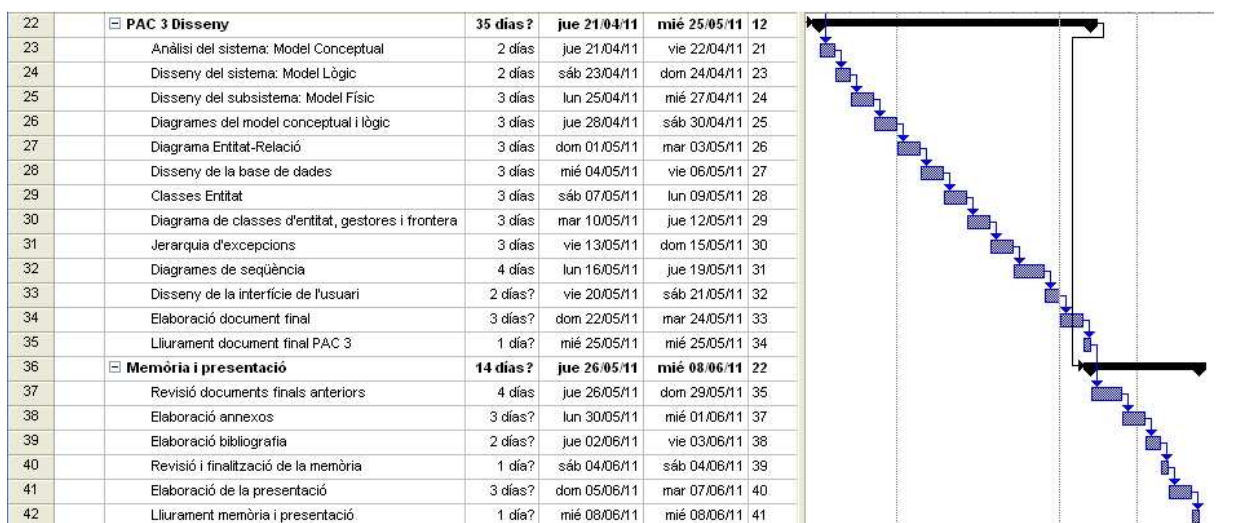 22 PAC 3 Disseny 35 días? jue 21/04/11 mié 25/05/11 12
23 Anàlisi del sistema: Model Conceptual 2 días jue 21/04/11 vie 22/04/11 21
24 Disseny del sistema: Model Lògic 2 días sáb 23/04/11 dom 24/04/11 23
25 Disseny del subsistema: Model Físic 3 días lun 25/04/11 mié 27/04/11 24
26 Diagrames del model conceptual i lògic 3 días jue 28/04/11 sáb 30/04/11 25
27 Diagrama Entitat-Relació 3 días dom 01/05/11 mar 03/05/11 26
28 Disseny de la base de dades 3 días mié 04/05/11 vie 06/05/11 27
29 Classes Entitat 3 días sáb 07/05/11 lun 09/05/11 28
30 Diagrama de classes d'entitat, gestores i frontera 3 días mar 10/05/11 jue 12/05/11 29
31 Jerarquia d'excepcions 3 días vie 13/05/11 dom 15/05/11 30
32 Diagrames de seqüència 4 días lun 16/05/11 jue 19/05/11 31
33 Disseny de la interfície de l'usuari 2 días? vie 20/05/11 sáb 21/05/11 32
34 Elaboració document final 3 días? dom 22/05/11 mar 24/05/11 33
35 Lliurament document final PAC 3 1 día? mié 25/05/11 mié 25/05/11 34
36 Memòria i presentació 14 días? jue 26/05/11 mié 08/06/11 22
37 Revisió documents finals anteriors 4 días jue 26/05/11 dom 29/05/11 35
38 Elaboració annexos 3 días? lun 30/05/11 mié 01/06/11 37
39 Elaboració bibliografia 2 días? jue 02/06/11 vie 03/06/11 38
40 Revisió i finalització de la memòria 1 día? sáb 04/06/11 sáb 04/06/11 39
41 Elaboració de la presentació 3 días? dom 05/06/11 mar 07/06/11 40
42 Lliurament memòria i presentació 1 día? mié 08/06/11 mié 08/06/11 41